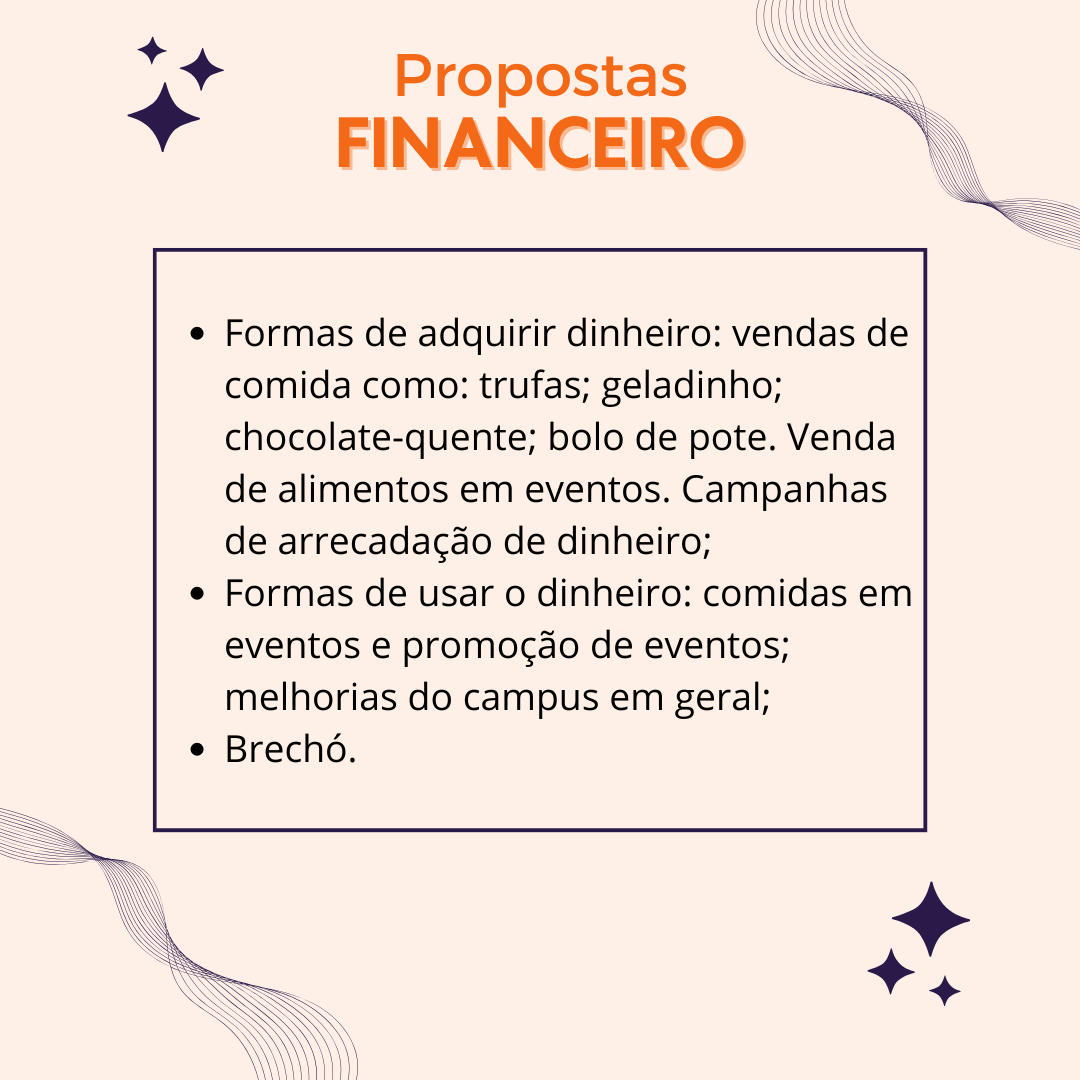 Propostas
FINANCEIRO
• Formas de adquirir dinheiro: vendas de
comida como: trufas; geladinho;
chocolate-quente; bolo de pote. Venda
de alimentos em eventos. Campanhas
de arrecadação de dinheiro;
• Formas de usar o dinheiro: comidas em
eventos e promoção de eventos;
melhorias do campus em geral;
• Brechó.